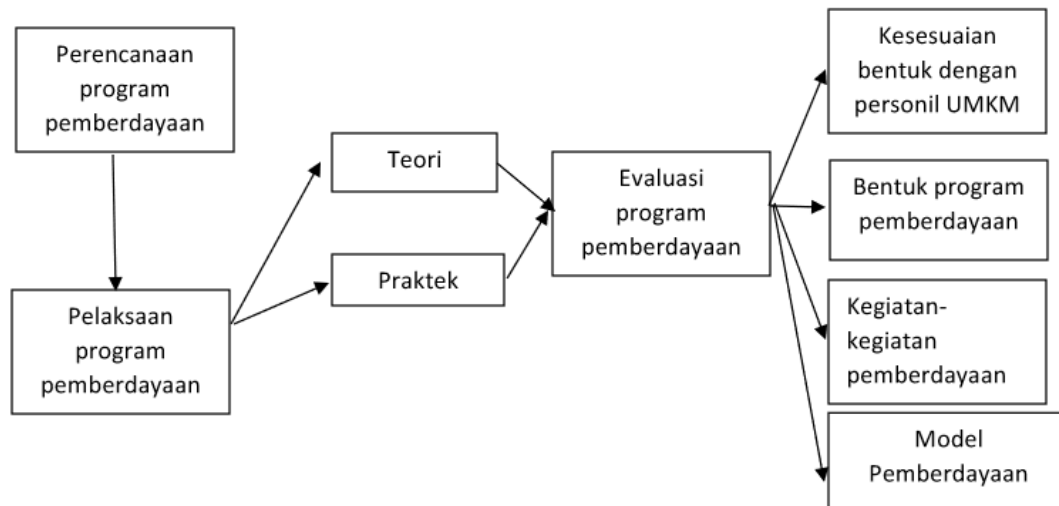 Perencanaan
program
pemberdayaan
Pelaksaan
program
pemberdayaan
Teori
Praktek
Evaluasi
program
pemberdayaan
Kesesuaian
bentuk dengan
personil UMKM
Bentuk program
pemberdayaan
Kegiatan-
kegiatan
pemberdayaan
Model
Pemberdayaan